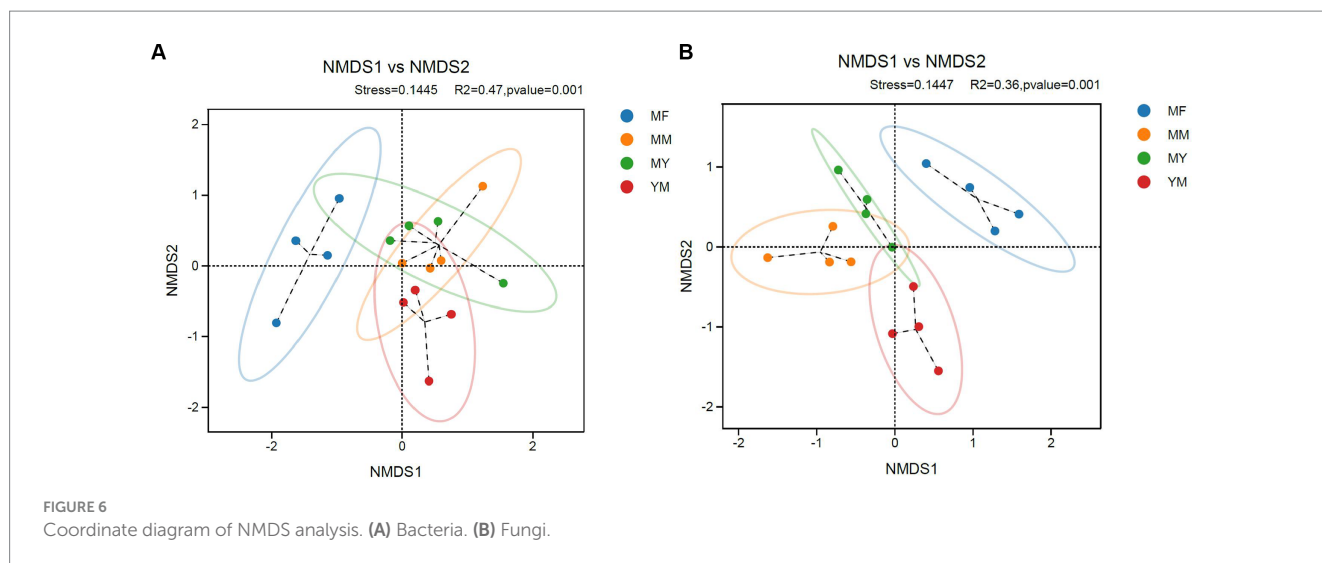 A
NMDS1 vs NMDS2
Stress=0.1445 R2=0.47,pvalue=0.001
2
1
0
-1
-2
NMDS2
-2 0 2
NMDS1
MF
MM
MY
YM
B
NMDS1 vs NMDS2
Stress=0.1447 R2=0.36,pvalue=0.001
1
0
-1
-2
NMDS2
-2 -1 0 1 2
NMDS1
MF
MM
MY
YM
FIGURE 6
Coordinate diagram of NMDS analysis. (A) Bacteria. (B) Fungi.